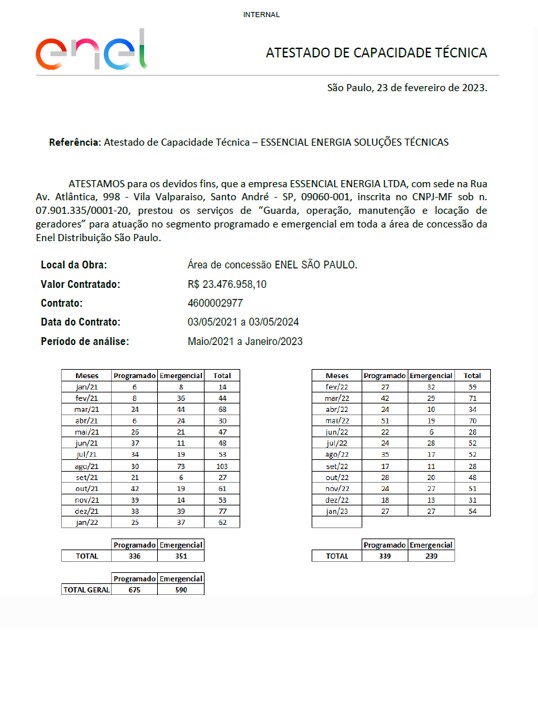 INTERNAL
enel
ATESTADO DE CAPACIDADE TÉCNICA
São Paulo, 23 de fevereiro de 2023.
Referência: Atestado de Capacidade Técnica – ESSENCIAL ENERGIA SOLUÇÕES TÉCNICAS
ATESTAMOS para os devidos fins, que a empresa ESSENCIAL ENERGIA LTDA, com sede na Rua
Av. Atlântica, 998 - Vila Valparaiso, Santo André - SP, 09060-001, inscrita no CNPJ-MF sob n.
07.901.335/0001-20, prestou os serviços de “Guarda, operação, manutenção e locação de
geradores” para atuação no segmento programado e emergencial em toda a área de concessão da
Enel Distribuição São Paulo.
Local da Obra: Área de concessão ENEL SÃO PAULO.
Valor Contratado: R$ 23.476.958,10
Contrato: 4600002977
Data do Contrato: 03/05/2021 a 03/05/2024
Período de análise: Maio/2021 a Janeiro/2023
Meses Programado Emergencial Total
jan/21 6 8 14
fev/21 8 36 44
mar/21 24 44 68
abr/21 6 24 30
mai/21 26 21 47
jun/21 37 11 48
jul/21 34 19 53
ago/21 30 73 103
set/21 21 6 27
out/21 42 19 61
nov/21 39 14 53
dez/21 38 39 77
jan/22 25 37 62
Programado Emergencial
TOTAL 336 351
Programado Emergencial
TOTAL GERAL 675 590
Meses Programado Emergencial Total
fev/22 27 32 59
mar/22 42 29 71
abr/22 24 10 34
mai/22 51 19 70
jun/22 22 6 28
jul/22 24 28 52
ago/22 35 17 52
set/22 17 11 28
out/22 28 20 48
nov/22 24 27 51
dez/22 18 13 31
jan/23 27 27 54
Programado Emergencial
TOTAL 339 239